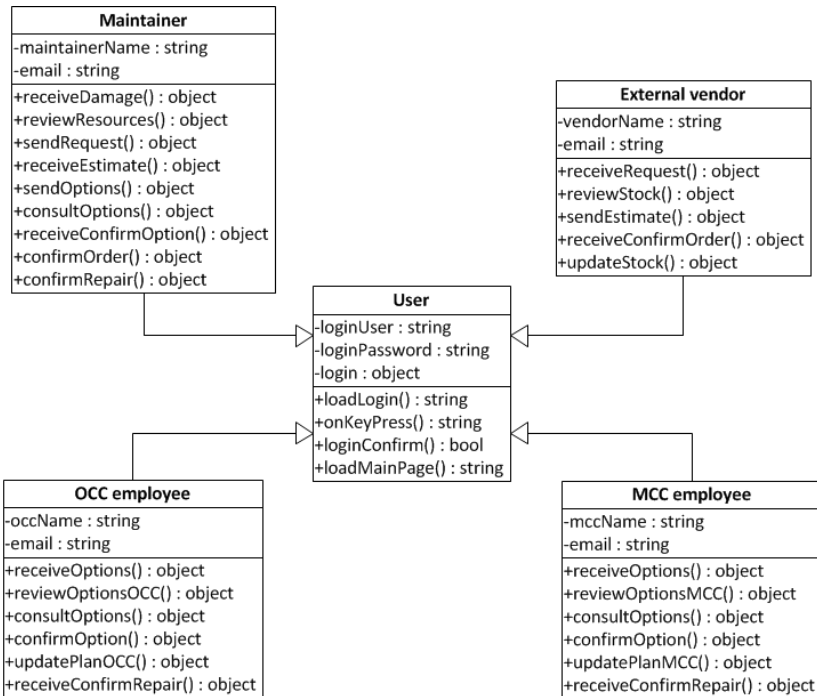 Maintainer
-maintainerName : string
-email : string
+receiveDamage() : object
+reviewResources() : object
+sendRequest() : object
+receiveEstimate() : object
+sendOptions() : object
+consultOptions() : object
+receiveConfirmOption() : object
+confirmOrder() : object
+confirmRepair() : object
External vendor
-vendorName : string
-email : string
+receiveRequest() : object
+reviewStock() : object
+sendEstimate() : object
+receiveConfirmOrder() : object
+updateStock() : object
User
-loginUser : string
-loginPassword : string
-login : object
+loadLogin() : string
+onKeyPress() : string
+loginConfirm() : bool
+loadMainPage() : string
OCC employee
-occName : string
-email : string
+receiveOptions() : object
+reviewOptionsOCC() : object
+consultOptions() : object
+confirmOption() : object
+updatePlanOCC() : object
+receiveConfirmRepair() : object
MCC employee
-mccName : string
-email : string
+receiveOptions() : object
+reviewOptionsMCC() : object
+consultOptions() : object
+confirmOption() : object
+updatePlanMCC() : object
+receiveConfirmRepair() : object